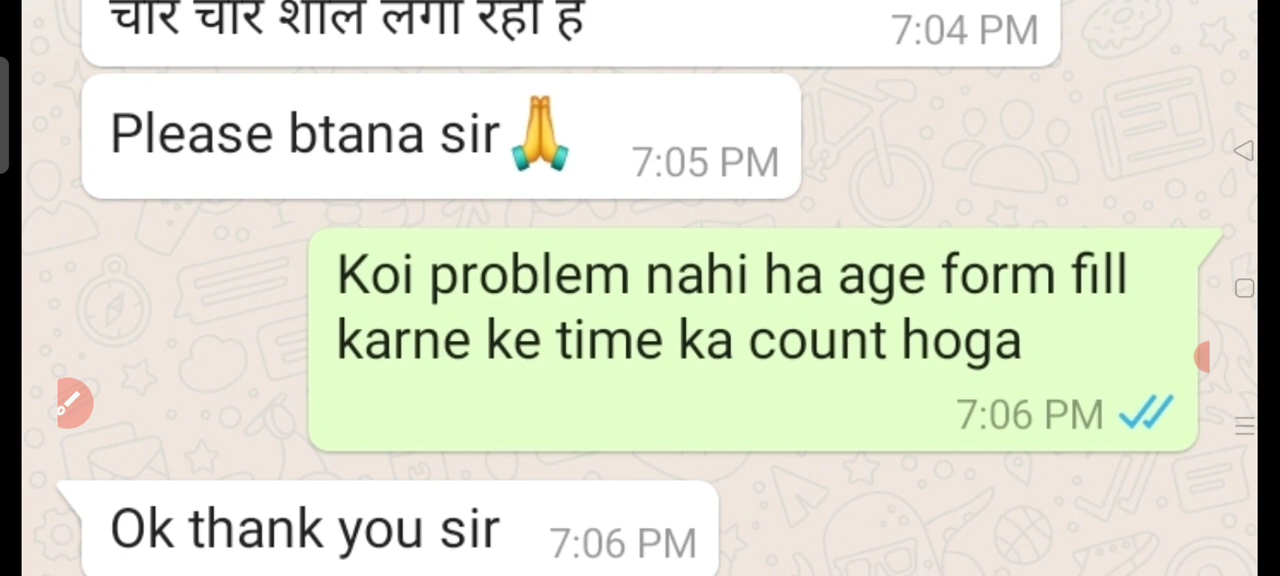 चार चार शाल लगा रहा है
7:04 PM
Please btana sir🙏
7:05 PM
Koi problem nahi ha age form fill
karne ke time ka count hoga
7:06 PM
Ok thank you sir
7:06 PM